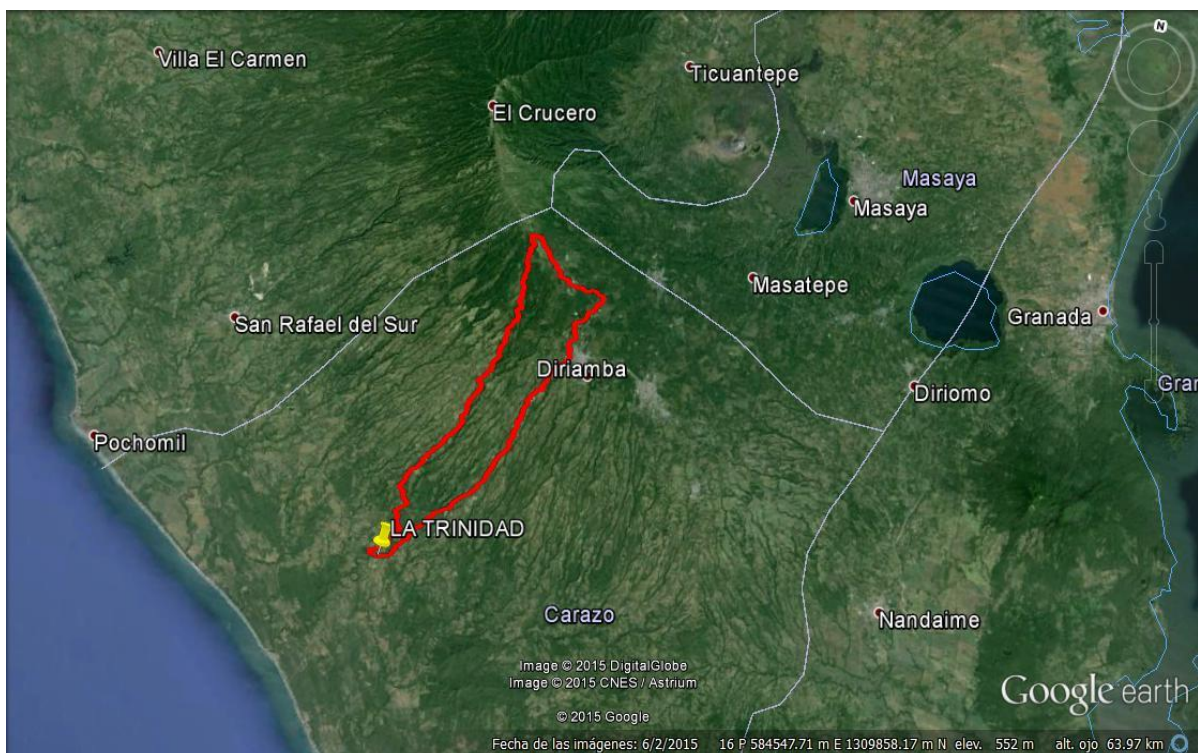 N
Villa El Carmen
Ticuantepe
El Crucero
Masaya
Masaya
Masatepe
San Rafael del Sur
Granada
Diriamba
Gran
Diriomo
Pochomil
LA TRINIDAD
Carazo
Nandaime
Image © 2015 DigitalGlobe
Image © 2015 CNES / Astrium
© 2015 Google
Google earth
Fecha de las imágenes: 6/2/2015 16 P 584547.71 m E 1309858.17 m N elev. 552 m alt. ojo 63.97 km